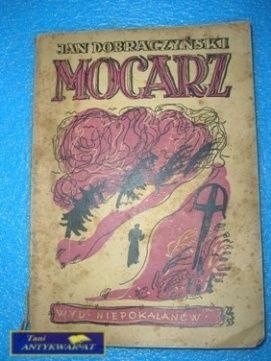 JAN DOBRACZYŃSKI
MOCARZ
WYD. NIEPOKALANÓW
Tani
ANTYKWARIAT